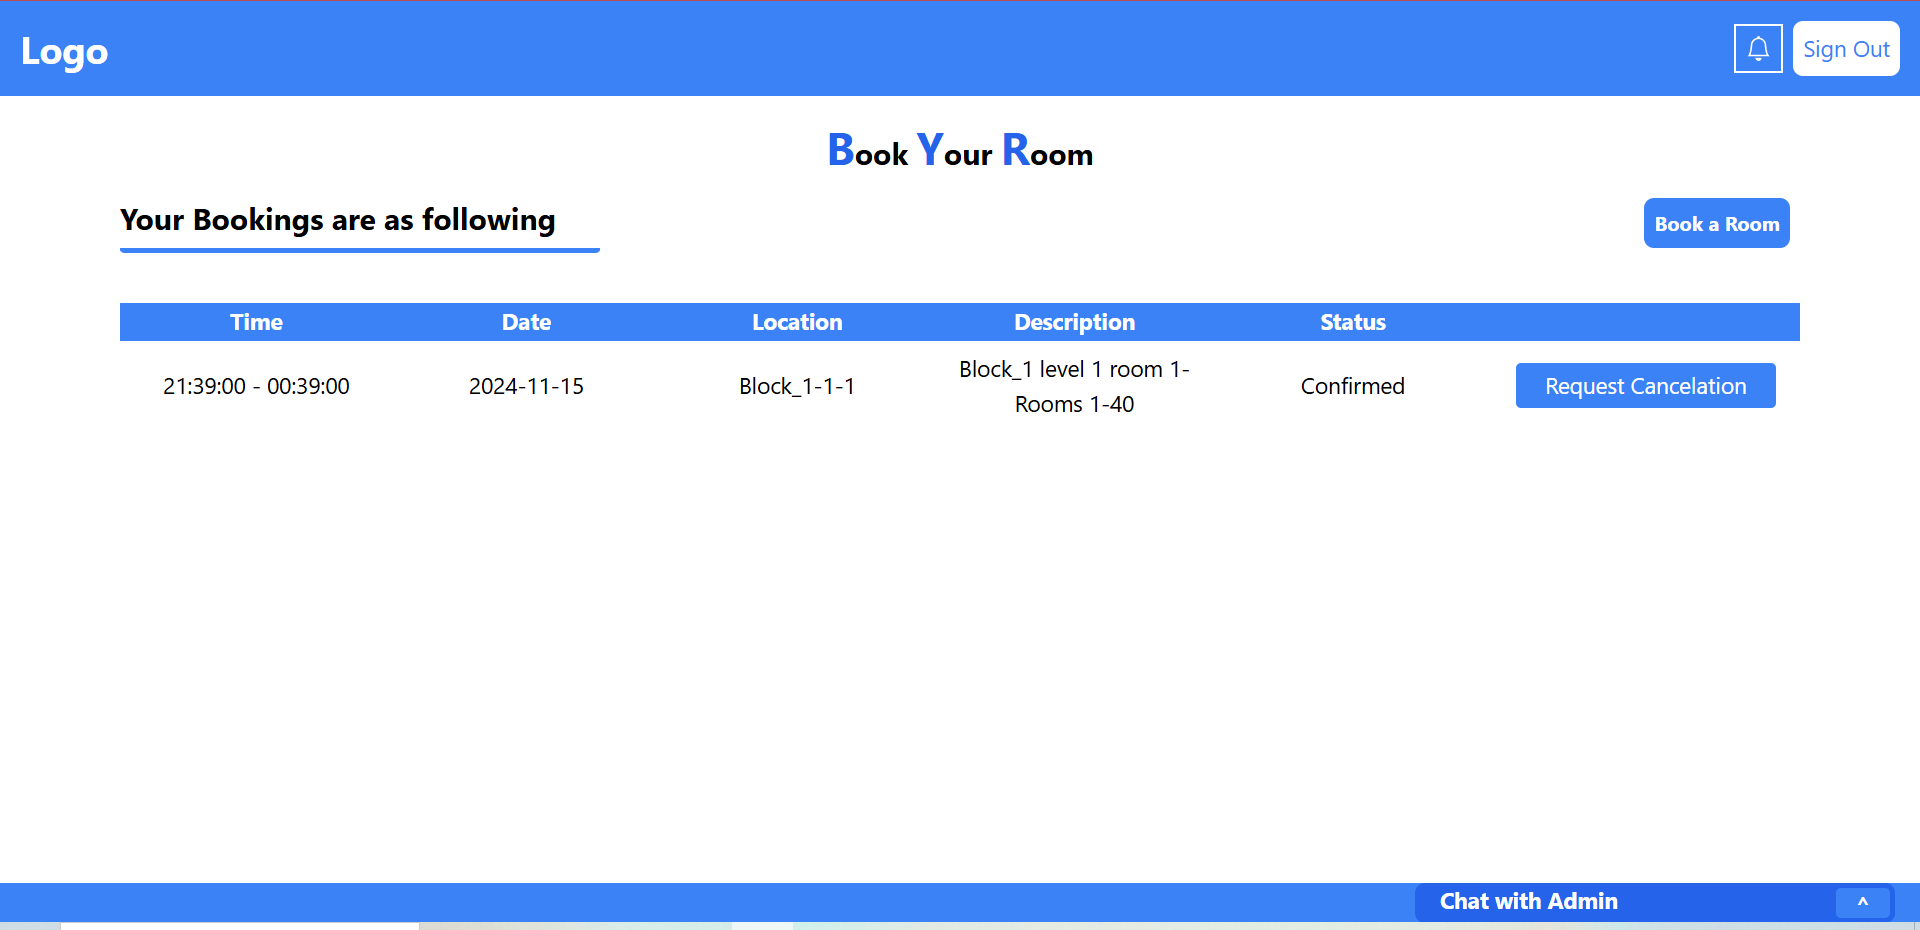 Logo
Sign Out
Book Your Room
Your Bookings are as following
Book a Room
Time Date Location Description Status
21:39:00 - 00:39:00 2024-11-15 Block_1-1-1 Block_1 level 1 room 1-
Rooms 1-40 Confirmed Request Cancelation
Chat with Admin ^